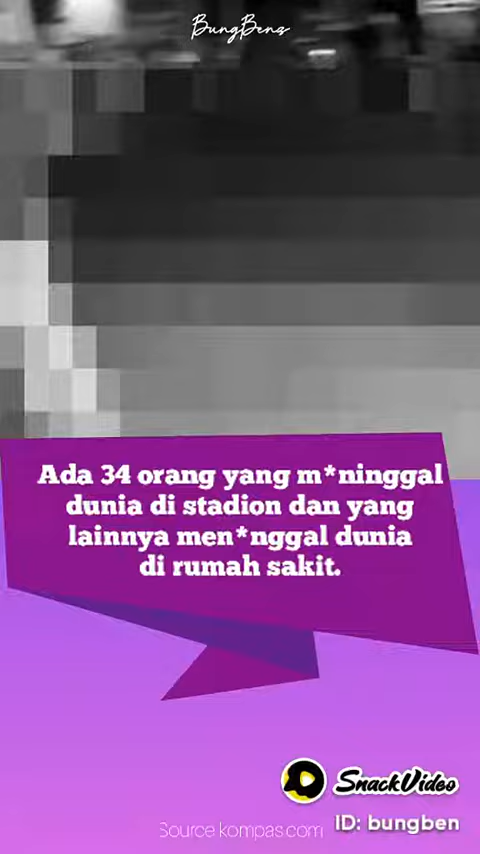 BungBenz
Ada 34 orang yang m*ninggal
dunia di stadion dan yang
lainnya men*nggal dunia
di rumah sakit.
SnackVideo
Source kompas.com
ID: bungben